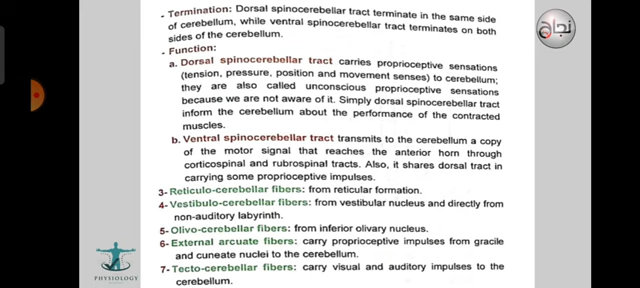 - Termination: Dorsal spinocerebellar tract terminate in the same side
of cerebellum, while ventral spinocerebellar tract terminates on both
sides of the cerebellum.
- Function:
a. Dorsal spinocerebellar tract carries proprioceptive sensations
(tension, pressure, position and movement senses) to cerebellum;
they are also called unconscious proprioceptive sensations
because we are not aware of it. Simply dorsal spinocerebellar tract
inform the cerebellum about the performance of the contracted
muscles.
b. Ventral spinocerebellar tract transmits to the cerebellum a copy
of the motor signal that reaches the anterior horn through
corticospinal and rubrospinal tracts. Also, it shares dorsal tract in
carrying some proprioceptive impulses.
3- Reticulo-cerebellar fibers: from reticular formation.
4- Vestibulo-cerebellar fibers: from vestibular nucleus and directly from
non-auditory labyrinth.
5- Olivo-cerebellar fibers: from inferior olivary nucleus.
6- External arcuate fibers: carry proprioceptive impulses from gracile
and cuneate nuclei to the cerebellum.
7- Tecto-cerebellar fibers: carry visual and auditory impulses to the
cerebellum.
PHYSIOLOGY
نجاح